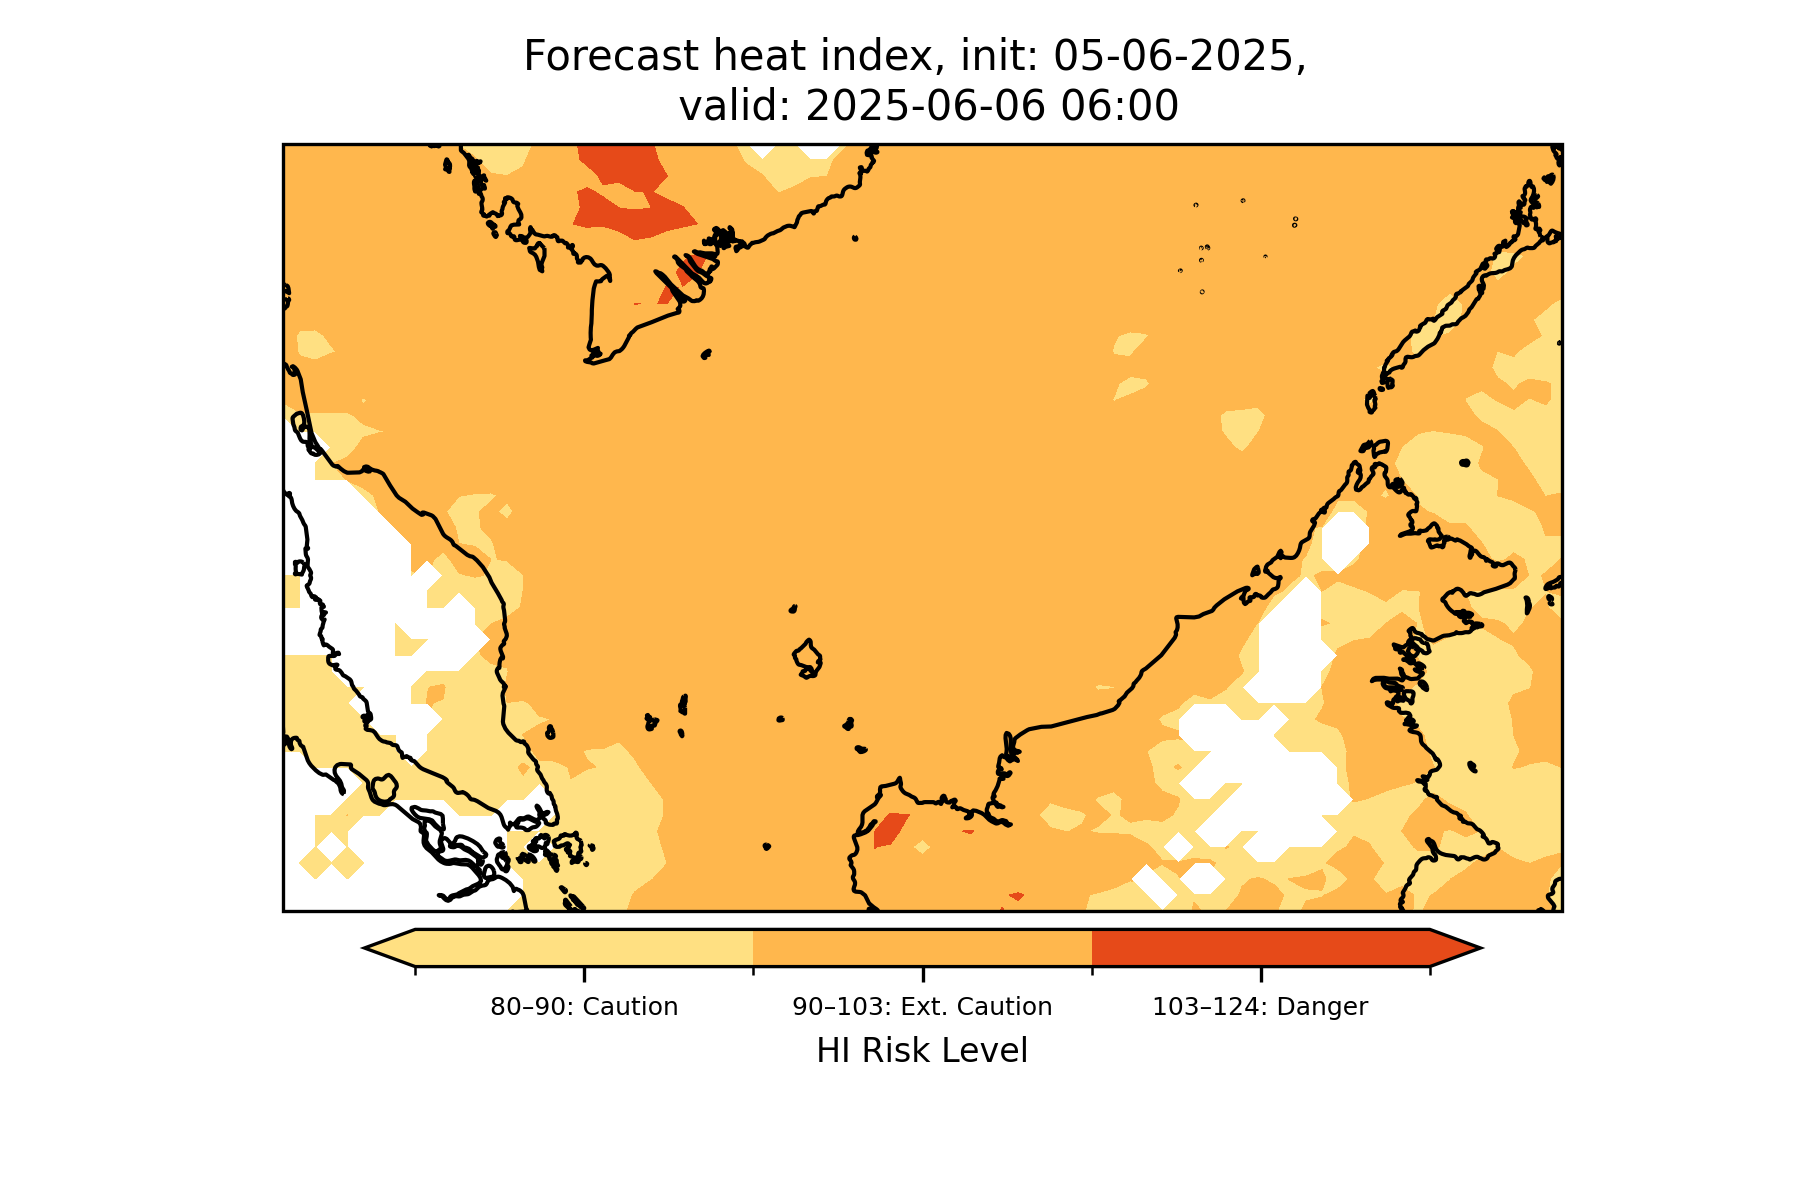 Forecast heat index, init: 05-06-2025,
valid: 2025-06-06 06:00
80–90: Caution
90–103: Ext. Caution
103–124: Danger
HI Risk Level